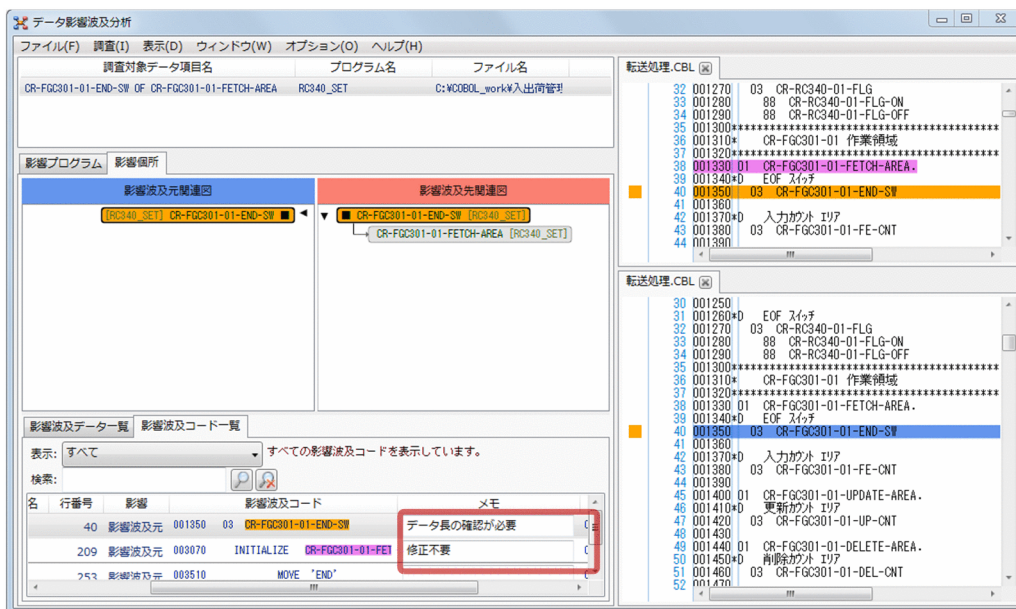 データ影響波及分析
ファイル(F) 調査(I) 表示(D) ウィンドウ(W) オプション(O) ヘルプ(H)
調査対象データ項目名 プログラム名 ファイル名
CR-FGC301-01-END-SW OF CR-FGC301-01-FETCH-AREA RC340_SET C:¥COBOL_work¥入出荷管理
影響プログラム 影響個所
影響波及元関連図 影響波及先関連図
[RC340_SET] CR-FGC301-01-END-SW ■ ◀ ▼ ■ CR-FGC301-01-END-SW [RC340_SET]
CR-FGC301-01-FETCH-AREA [RC340_SET]
影響波及データ一覧 影響波及コード一覧
表示: すべて すべての影響波及コードを表示しています。
検索:
名 行番号 影響 影響波及コード メモ
40 影響波及元 001350 03 CR-FGC301-01-END-SW データ長の確認が必要
209 影響波及元 003070 INITIALIZE CR-FGC301-01-FET 修正不要
253 影響波及元 003510 MOVE 'END'
転送処理.CBL
32 001270 03 CR-RC340-01-FLG
33 001280 88 CR-RC340-01-FLG-ON
34 001290 88 CR-RC340-01-FLG-OFF
35 001300******************************************
36 001310* CR-FGC301-01 作業領域
37 001320******************************************
38 001330 01 CR-FGC301-01-FETCH-AREA.
39 001340*D EOF スイッチ
40 001350 03 CR-FGC301-01-END-SW
41 001360
42 001370*D 入力カウント エリア
43 001380 03 CR-FGC301-01-FE-CNT
44 001390
転送処理.CBL
30 001250
31 001260*D EOF スイッチ
32 001270 03 CR-RC340-01-FLG
33 001280 88 CR-RC340-01-FLG-ON
34 001290 88 CR-RC340-01-FLG-OFF
35 001300******************************************
36 001310* CR-FGC301-01 作業領域
37 001320******************************************
38 001330 01 CR-FGC301-01-FETCH-AREA.
39 001340*D EOF スイッチ
40 001350 03 CR-FGC301-01-END-SW
41 001360
42 001370*D 入力カウント エリア
43 001380 03 CR-FGC301-01-FE-CNT
44 001390
45 001400 01 CR-FGC301-01-UPDATE-AREA.
46 001410*D 更新カウント エリア
47 001420 03 CR-FGC301-01-UP-CNT
48 001430
49 001440 01 CR-FGC301-01-DELETE-AREA.
50 001450*D 削除カウント エリア
51 001460 03 CR-FGC301-01-DEL-CNT
52 001470